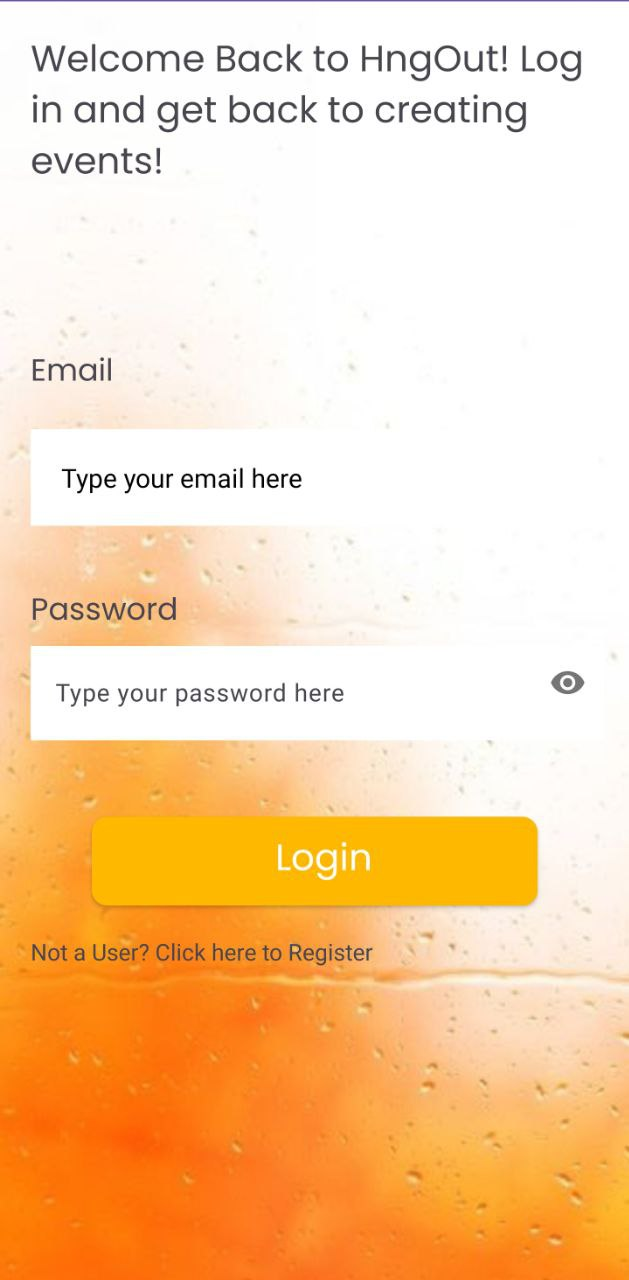 Welcome Back to HngOut! Log
in and get back to creating
events!
Email
Type your email here
Password
Type your password here
Login
Not a User? Click here to Register